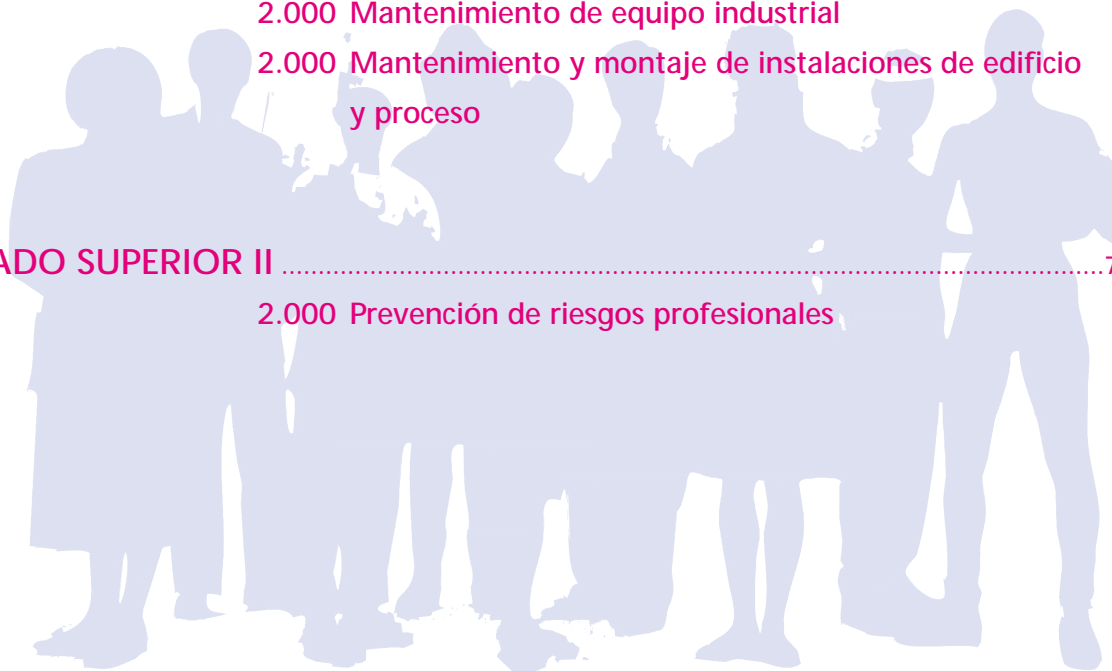 2.000 Mantenimiento de equipo industrial
2.000 Mantenimiento y montaje de instalaciones de edificio
y proceso
ADO SUPERIOR II ........................................................................................................7
2.000 Prevención de riesgos profesionales